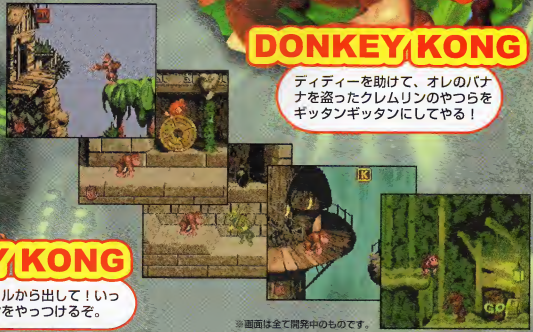 DONKEY KONG
ディディーを助けて、オレのバナ
ナを盗ったクレムリンのやつらを
ギッタンギッタンにしてやる！
K
GO
Y KONG
ルから出して！いっ
をやっつけるぞ。
※画面は全て開発中のものです。